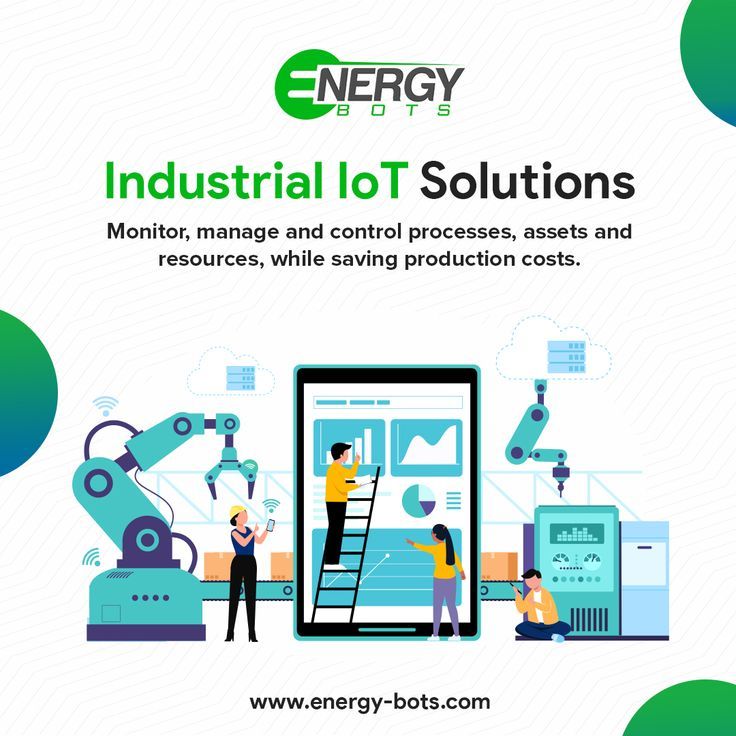 ENERGY
BOTS
Industrial IoT Solutions
Monitor, manage and control processes, assets and
resources, while saving production costs.
www.energy-bots.com